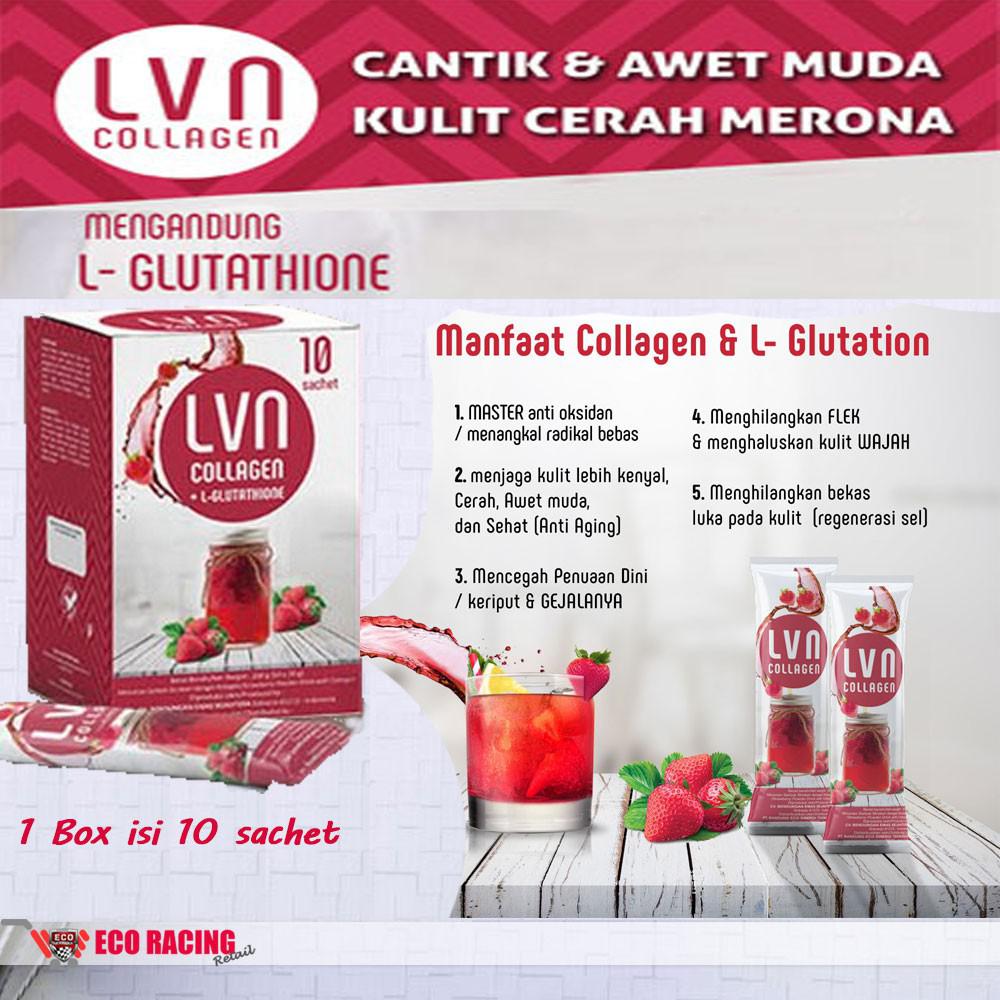 LVN
COLLAGEN
CANTIK & AWET MUDA
KULIT CERAH MERONA
MENGANDUNG
L- GLUTATHIONE
LVN
10
sachet
LVN
COLLAGEN
+ L-GLUTATHIONE
LVN
1 Box isi 10 sachet
Manfaat Collagen & L- Glutation
1. MASTER anti oksidan
/ menangkal radikal bebas
2. menjaga kulit lebih kenyal,
Cerah, Awet muda,
dan Sehat (Anti Aging)
3. Mencegah Penuaan Dini
/ keriput & GEJALANYA
4. Menghilangkan FLEK
& menghaluskan kulit WAJAH
5. Menghilangkan bekas
luka pada kulit (regenerasi sel)
LVN
COLLAGEN
LVN
COLLAGEN
ECO
ECO RACING
Retail